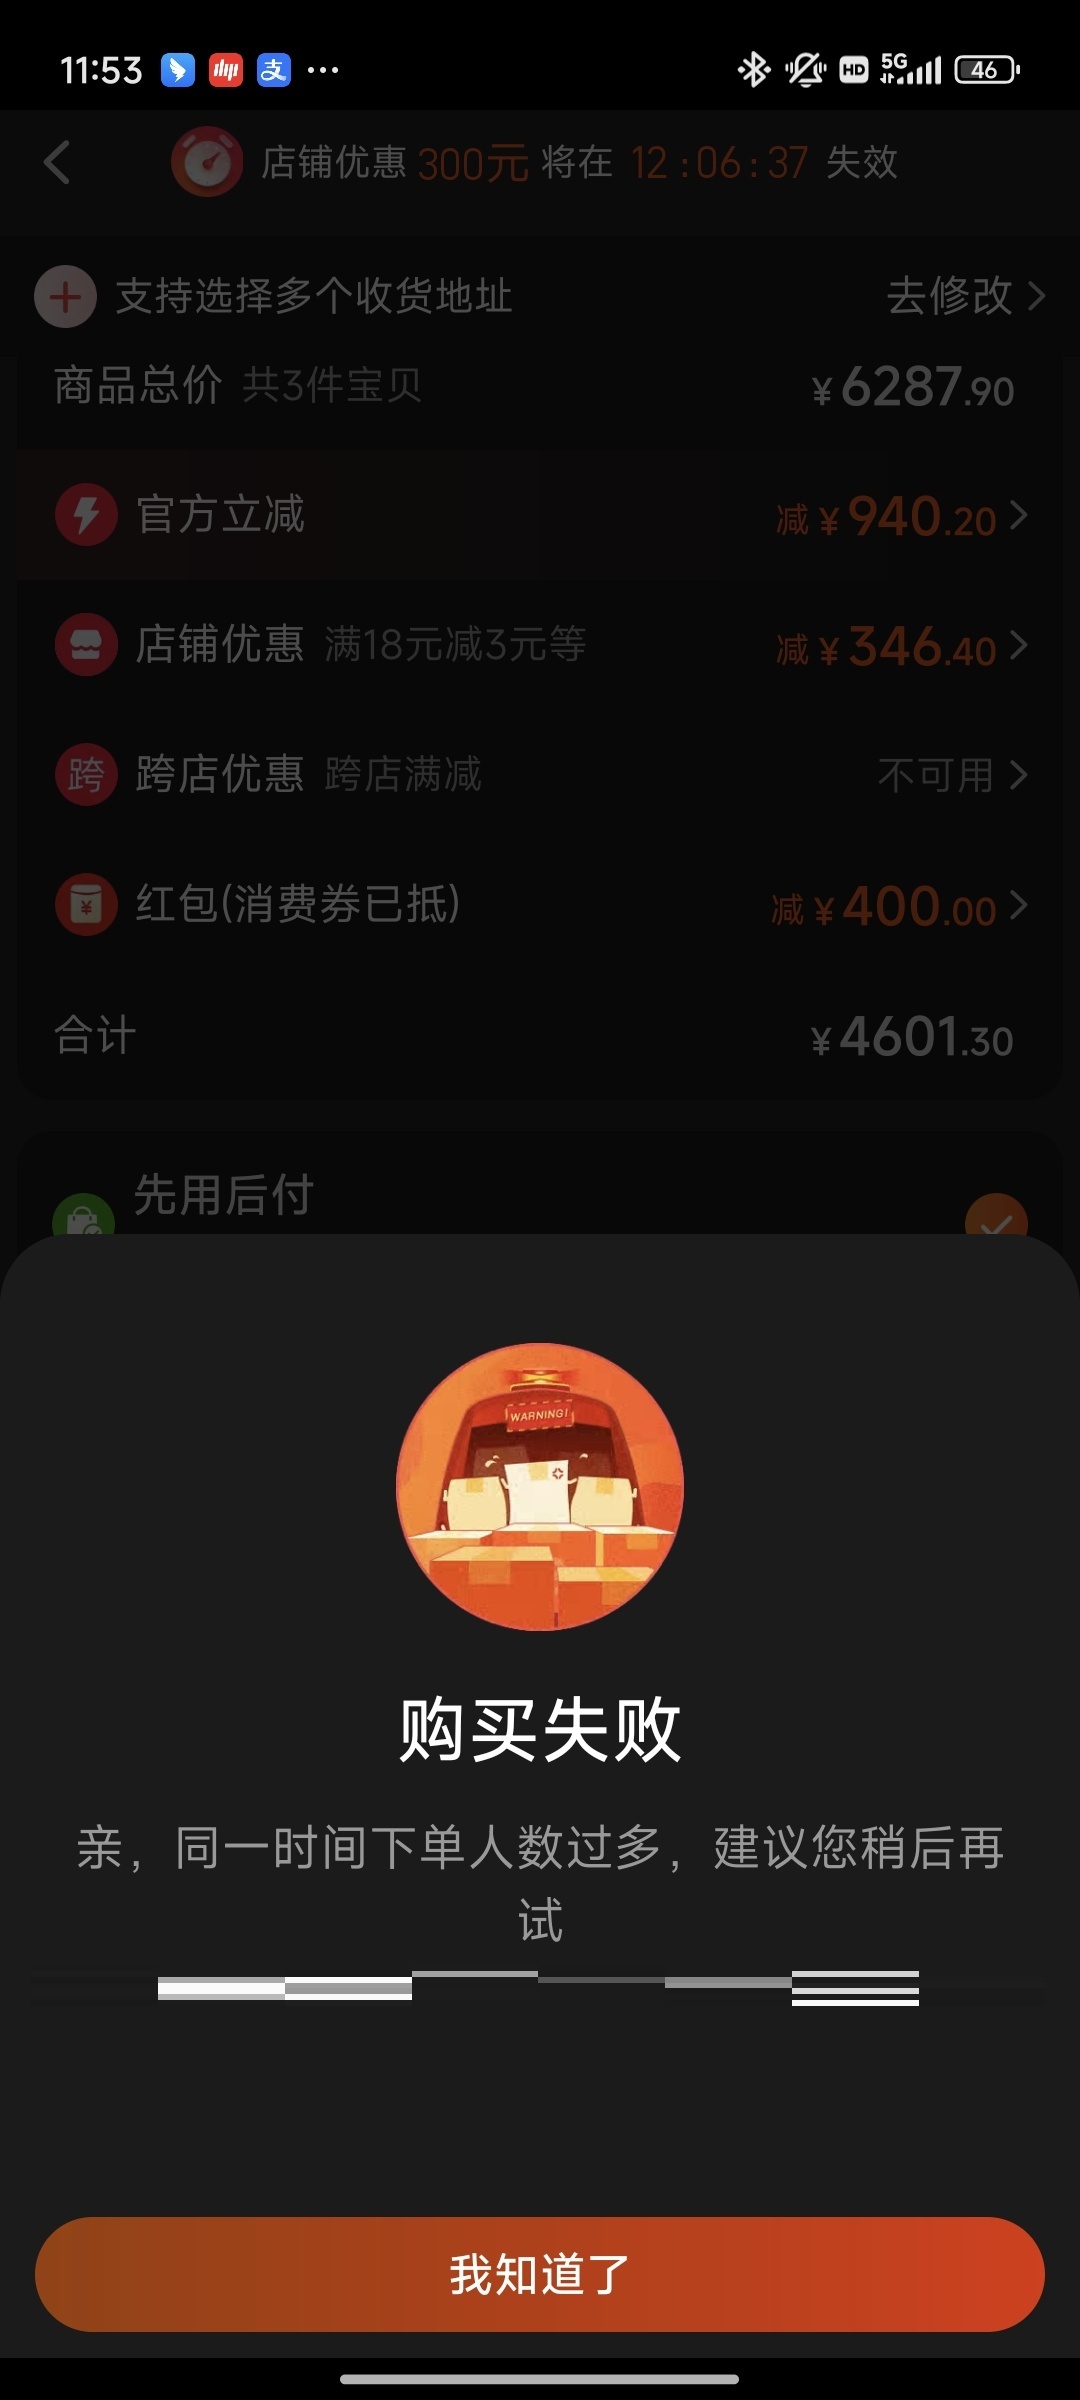 11:53 支 ... HD 5G 46
店铺优惠 300元 将在 12:06:37 失效
支持选择多个收货地址 去修改
商品总价 共3件宝贝 ¥6287.90
官方立减 减¥940.20
店铺优惠 满18元减3元等 减¥346.40
跨 跨店优惠 跨店满减 不可用
¥ 红包(消费券已抵) 减¥400.00
合计 ¥4601.30
先用后付
WARNING!
购买失败
亲，同一时间下单人数过多，建议您稍后再
试
我知道了